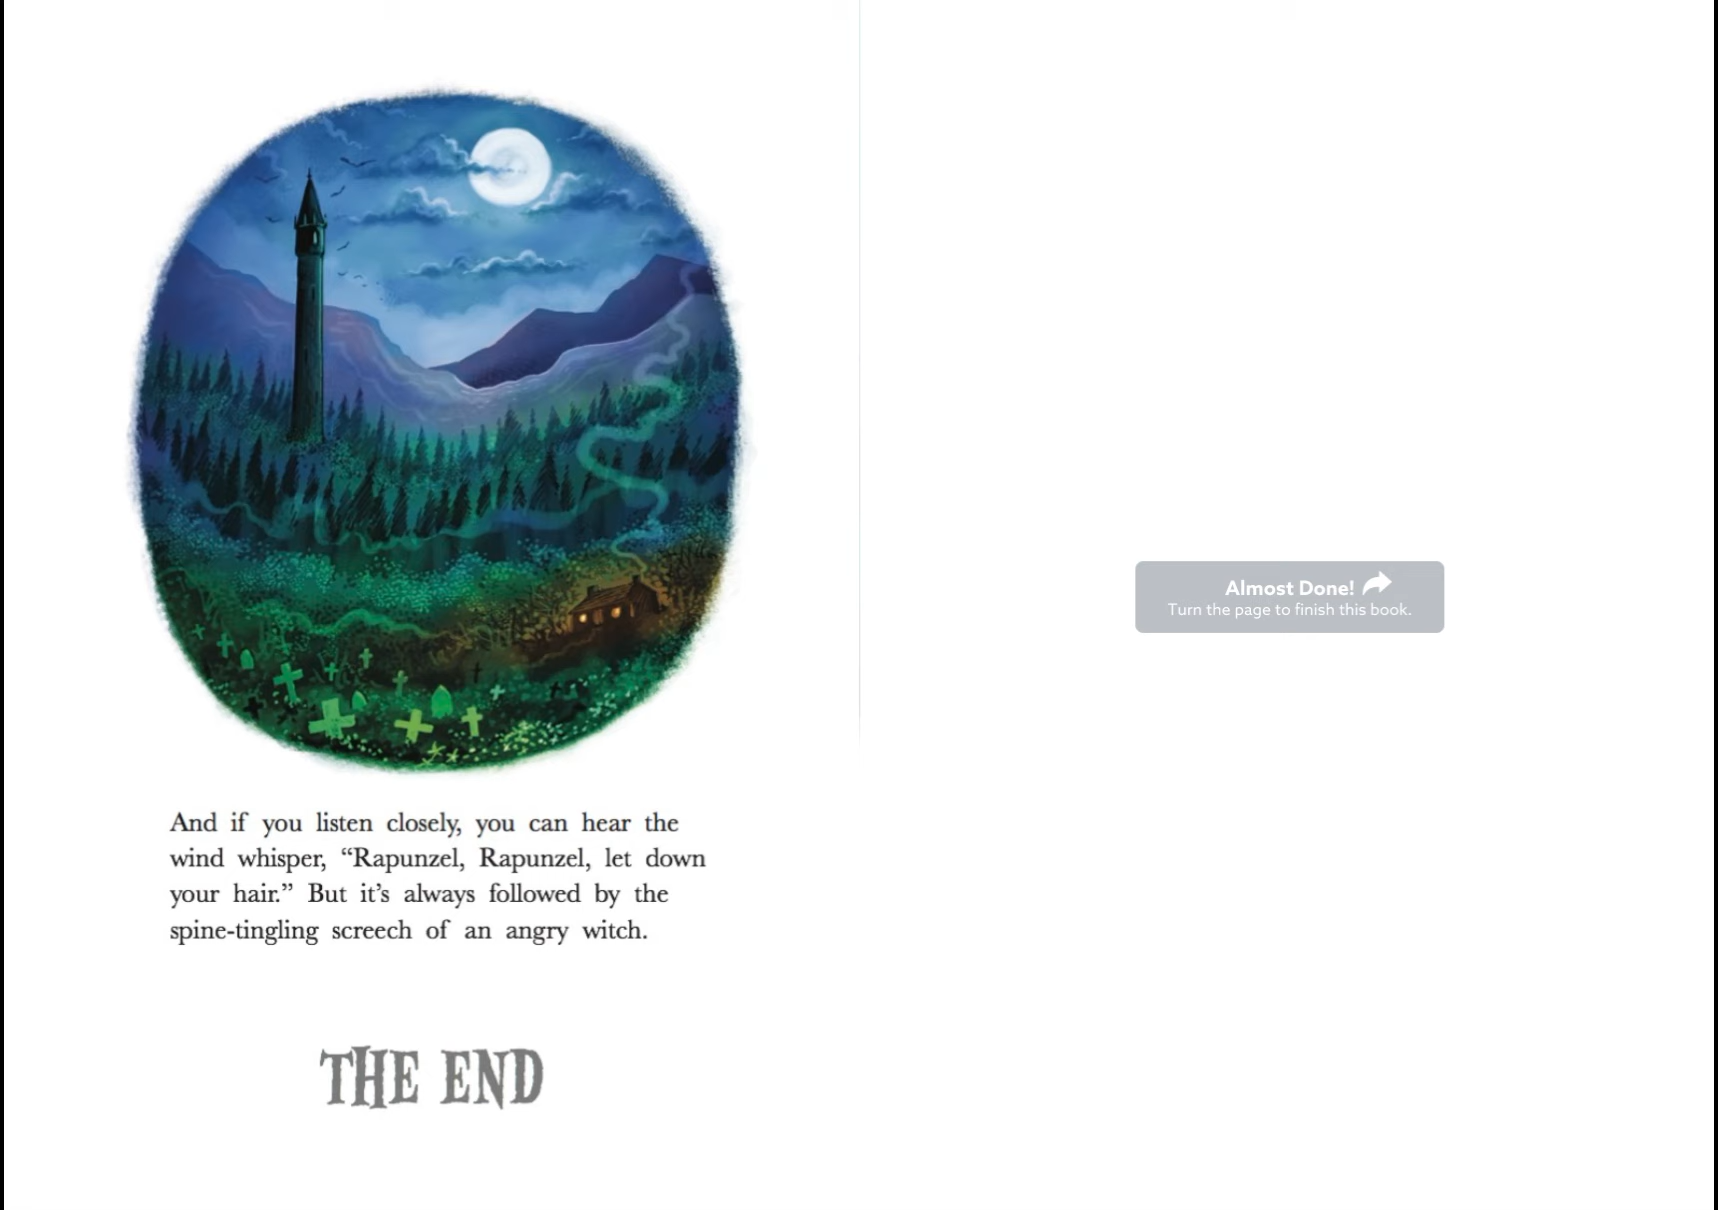 And if you listen closely, you can hear the
wind whisper, “Rapunzel, Rapunzel, let down
your hair.” But it’s always followed by the
spine-tingling screech of an angry witch.
THE END
Almost Done!
Turn the page to finish this book.